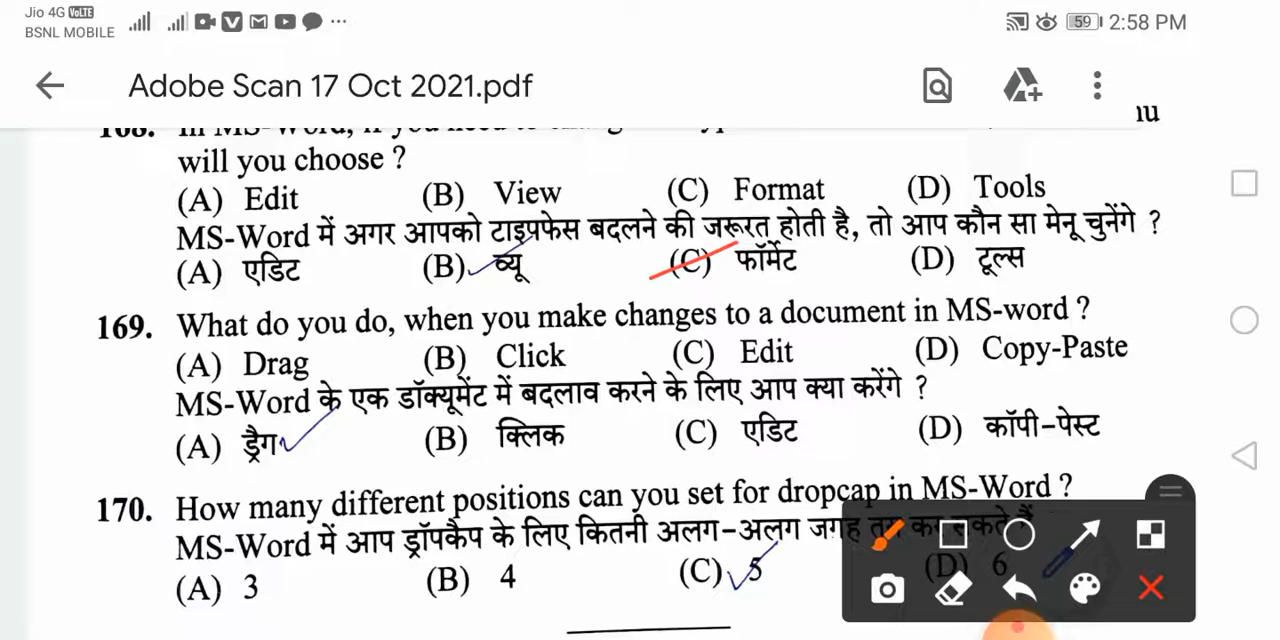 Jio 4G VoLTE
BSNL MOBILE
59 2:58 PM
Adobe Scan 17 Oct 2021.pdf
will you choose ?
(A) Edit (B) View (C) Format (D) Tools
MS-Word में अगर आपको टाइपफेस बदलने की जरूरत होती है, तो आप कौन सा मेनू चुनेंगे ?
(A) एडिट (B) व्यू (C) फॉर्मेट (D) टूल्स
169. What do you do, when you make changes to a document in MS-word ?
(A) Drag (B) Click (C) Edit (D) Copy-Paste
MS-Word के एक डॉक्यूमेंट में बदलाव करने के लिए आप क्या करेंगे ?
(A) ड्रैग (B) क्लिक (C) एडिट (D) कॉपी-पेस्ट
170. How many different positions can you set for dropcap in MS-Word ?
MS-Word में आप ड्रॉपकैप के लिए कितनी अलग-अलग जगह तय कर सकते हैं
(A) 3 (B) 4 (C) 5 (D) 6